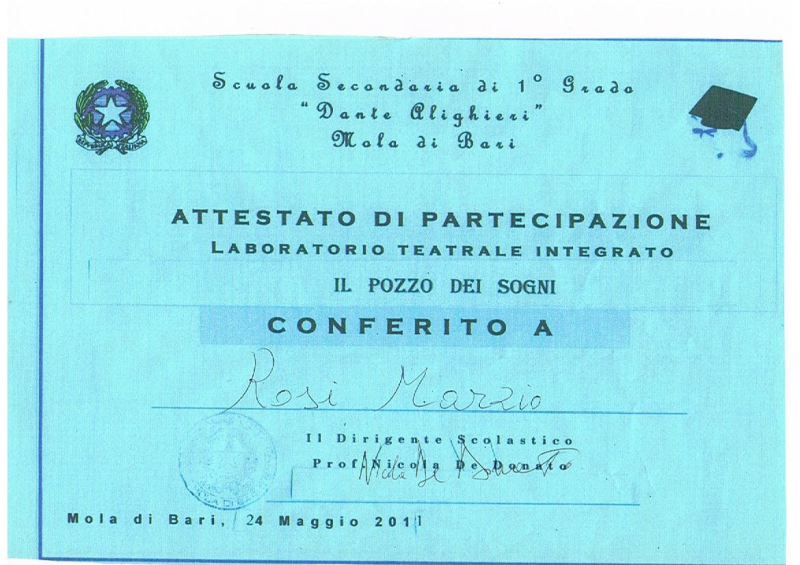 Scuola Secondaria di 1° Grado
“Dante Alighieri”
Mola di Bari
ATTESTATO DI PARTECIPAZIONE
LABORATORIO TEATRALE INTEGRATO
IL POZZO DEI SOGNI
CONFERITO A
Rosi Marzio
Il Dirigente Scolastico
Prof. Nicola De Donato
Nicola De Donato
Mola di Bari, 24 Maggio 2011